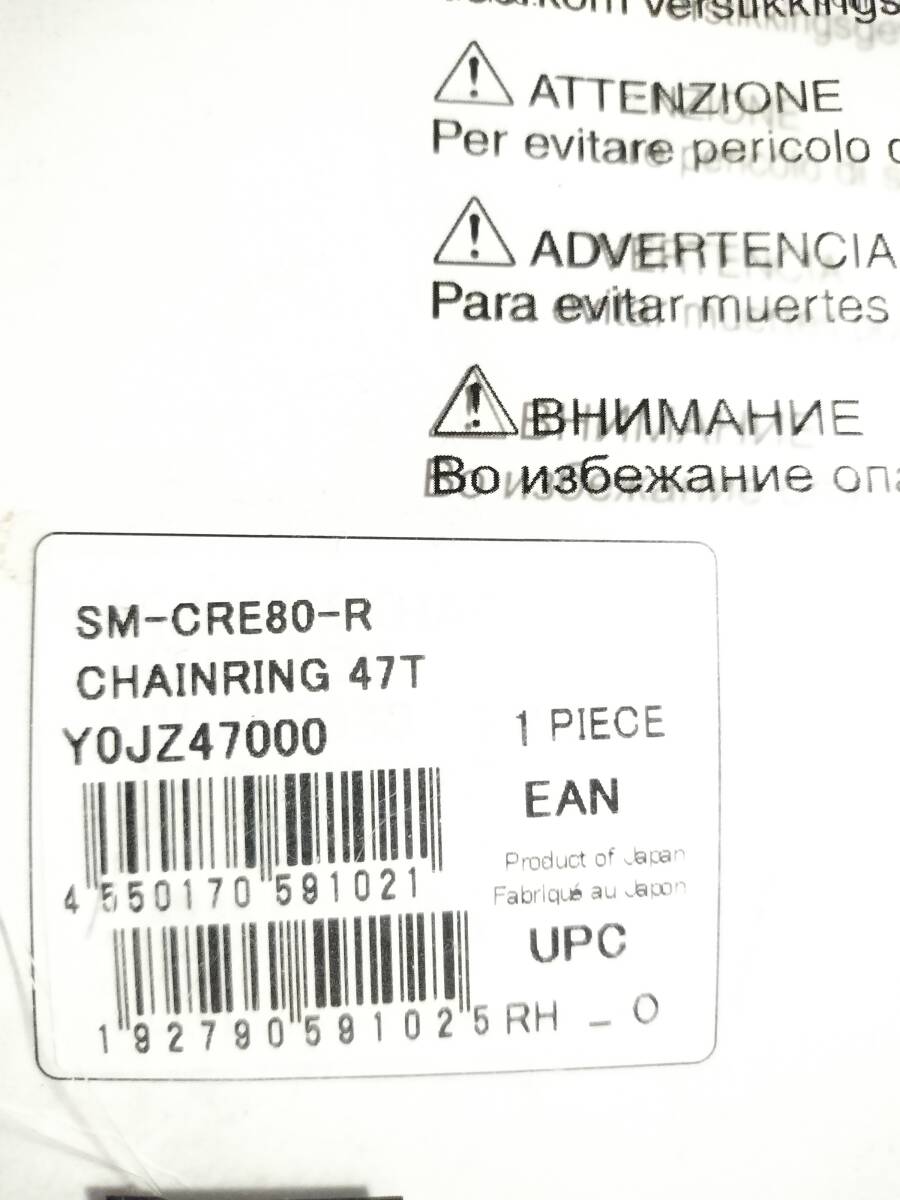 ATTENZIONE
Per evitare pericolo
ADVERTENCIA
Para evitar muertes
ВНИМАНИЕ
Во избежание
SM-CRE80-R
CHAINRING 47T
Y0JZ47000
1 PIECE
EAN
4 550170 591021
Product of Japan
Fabriqué au Japon
UPC
1 92790 59102 5 RH _ O